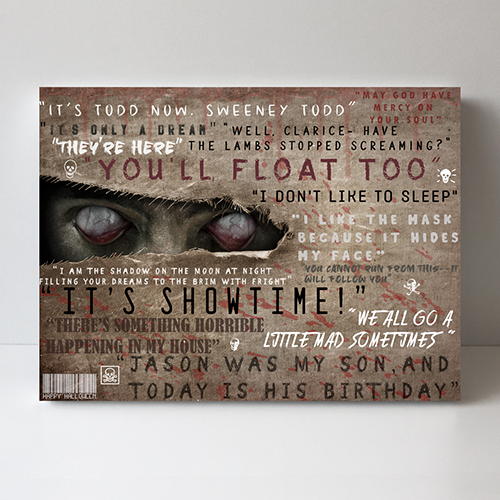 "IT'S TODD NOW. SWEENEY TODD"
"MAY GOD HAVE
MERCY ON
YOUR SOUL"
"IT'S ONLY A DREAM"
"WELL, CLARICE- HAVE
THE LAMBS STOPPED SCREAMING?"
"THEY'RE HERE"
"YOU'LL FLOAT TOO"
"I DON'T LIKE TO SLEEP"
"I LIKE THE MASK
BECAUSE IT HIDES
MY FACE"
"I AM THE SHADOW ON THE MOON AT NIGHT
FILLING YOUR DREAMS TO THE BRIM WITH FRIGHT"
"YOU CANNOT RUN FROM THIS--IT
WILL FOLLOW YOU"
"IT'S SHOWTIME!"
"THERE'S SOMETHING HORRIBLE
HAPPENING IN MY HOUSE"
"WE ALL GO A
LITTLE MAD SOMETIMES"
"JASON WAS MY SON, AND
TODAY IS HIS BIRTHDAY"
HAPPY HALLOWEEN